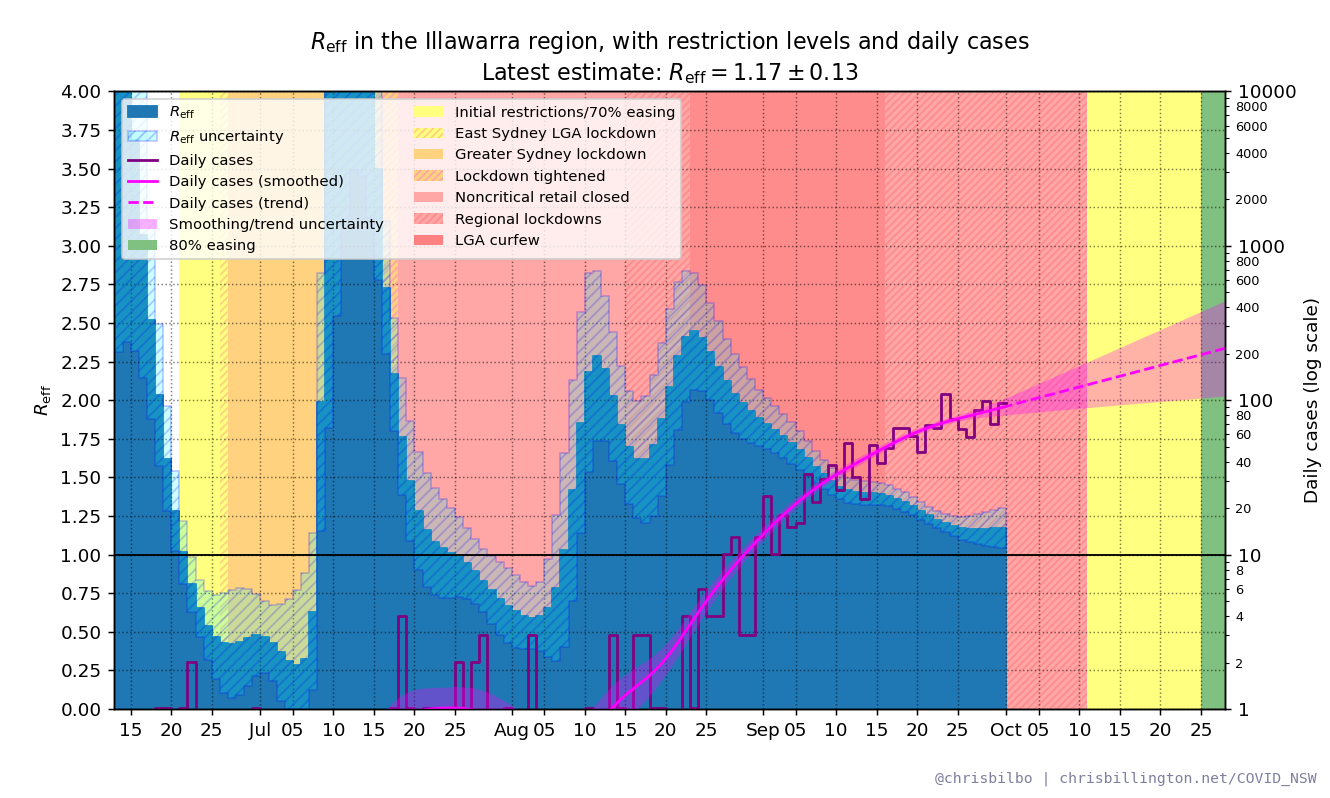 Reff in the Illawarra region, with restriction levels and daily cases
Latest estimate: Reff = 1.17 ± 0.13
Reff
Reff uncertainty
Daily cases
Daily cases (smoothed)
Daily cases (trend)
Smoothing/trend uncertainty
80% easing
Initial restrictions/70% easing
East Sydney LGA lockdown
Greater Sydney lockdown
Lockdown tightened
Noncritical retail closed
Regional lockdowns
LGA curfew
Reff
4.00
3.75
3.50
3.25
3.00
2.75
2.50
2.25
2.00
1.75
1.50
1.25
1.00
0.75
0.50
0.25
0.00
10000
8000
6000
4000
2000
1000
800
600
400
200
100
80
60
40
20
10
8
6
4
2
1
Daily cases (log scale)
15 20 25 Jul 05 10 15 20 25 Aug 05 10 15 20 25 Sep 05 10 15 20 25 Oct 05 10 15 20 25
@chrisbilbo | chrisbillington.net/COVID_NSW